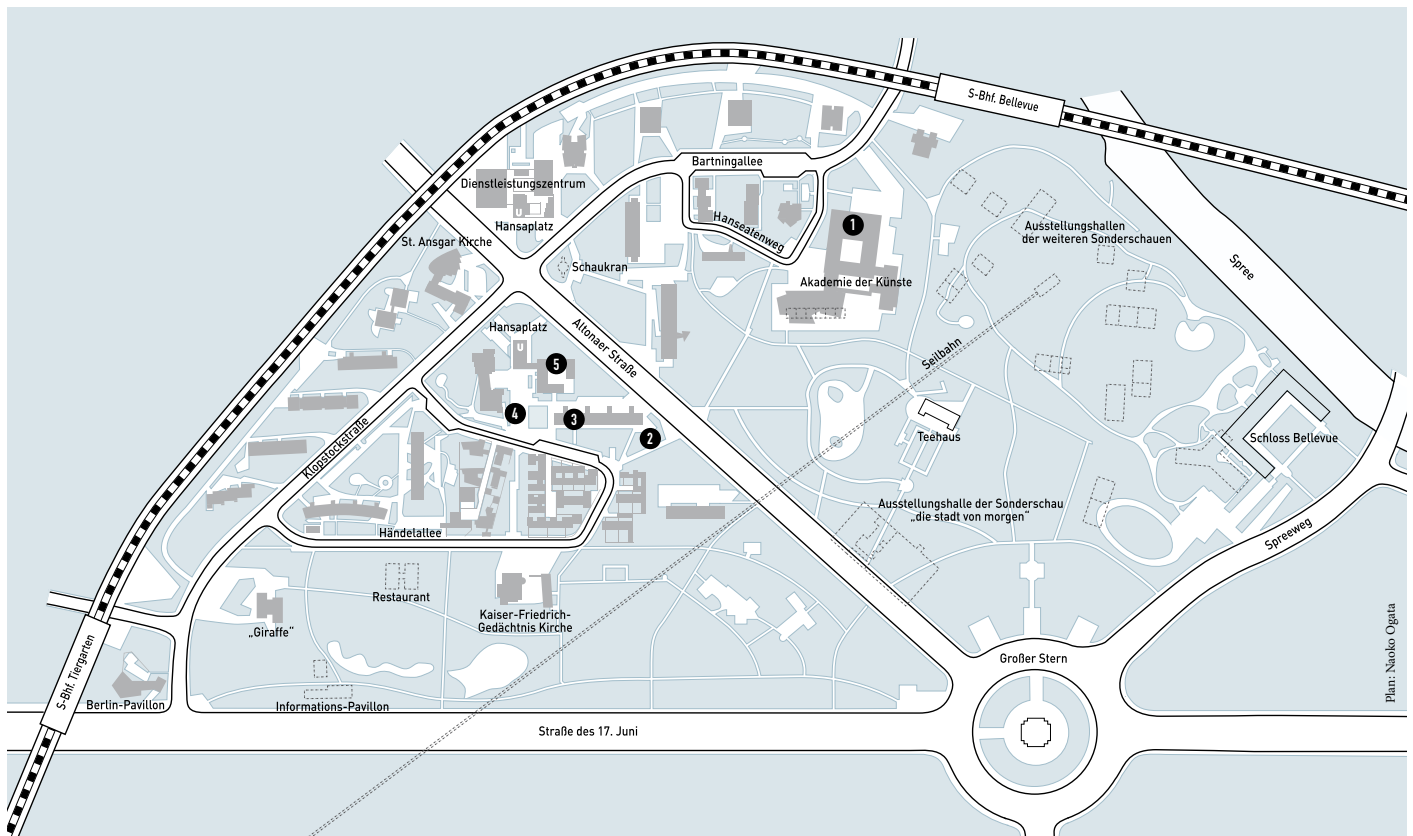 S-Bhf. Bellevue
Bartningallee
Dienstleistungszentrum
U
Hansaplatz
Hanseatenweg
1
Ausstellungshallen
der weiteren Sonderschauen
St. Ansgar Kirche
Schaukran
Spree
Akademie der Künste
Hansaplatz
U
Altonaer Straße
Seilbahn
5
4
3
2
Teehaus
Schloss Bellevue
Klopstockstraße
Ausstellungshalle der Sonderschau
„die stadt von morgen“
Händelallee
Spreeweg
Restaurant
Kaiser-Friedrich-
Gedächtnis Kirche
„Giraffe“
S-Bhf. Tiergarten
Großer Stern
Plan: Naoko Ogata
Berlin-Pavillon
Informations-Pavillon
Straße des 17. Juni